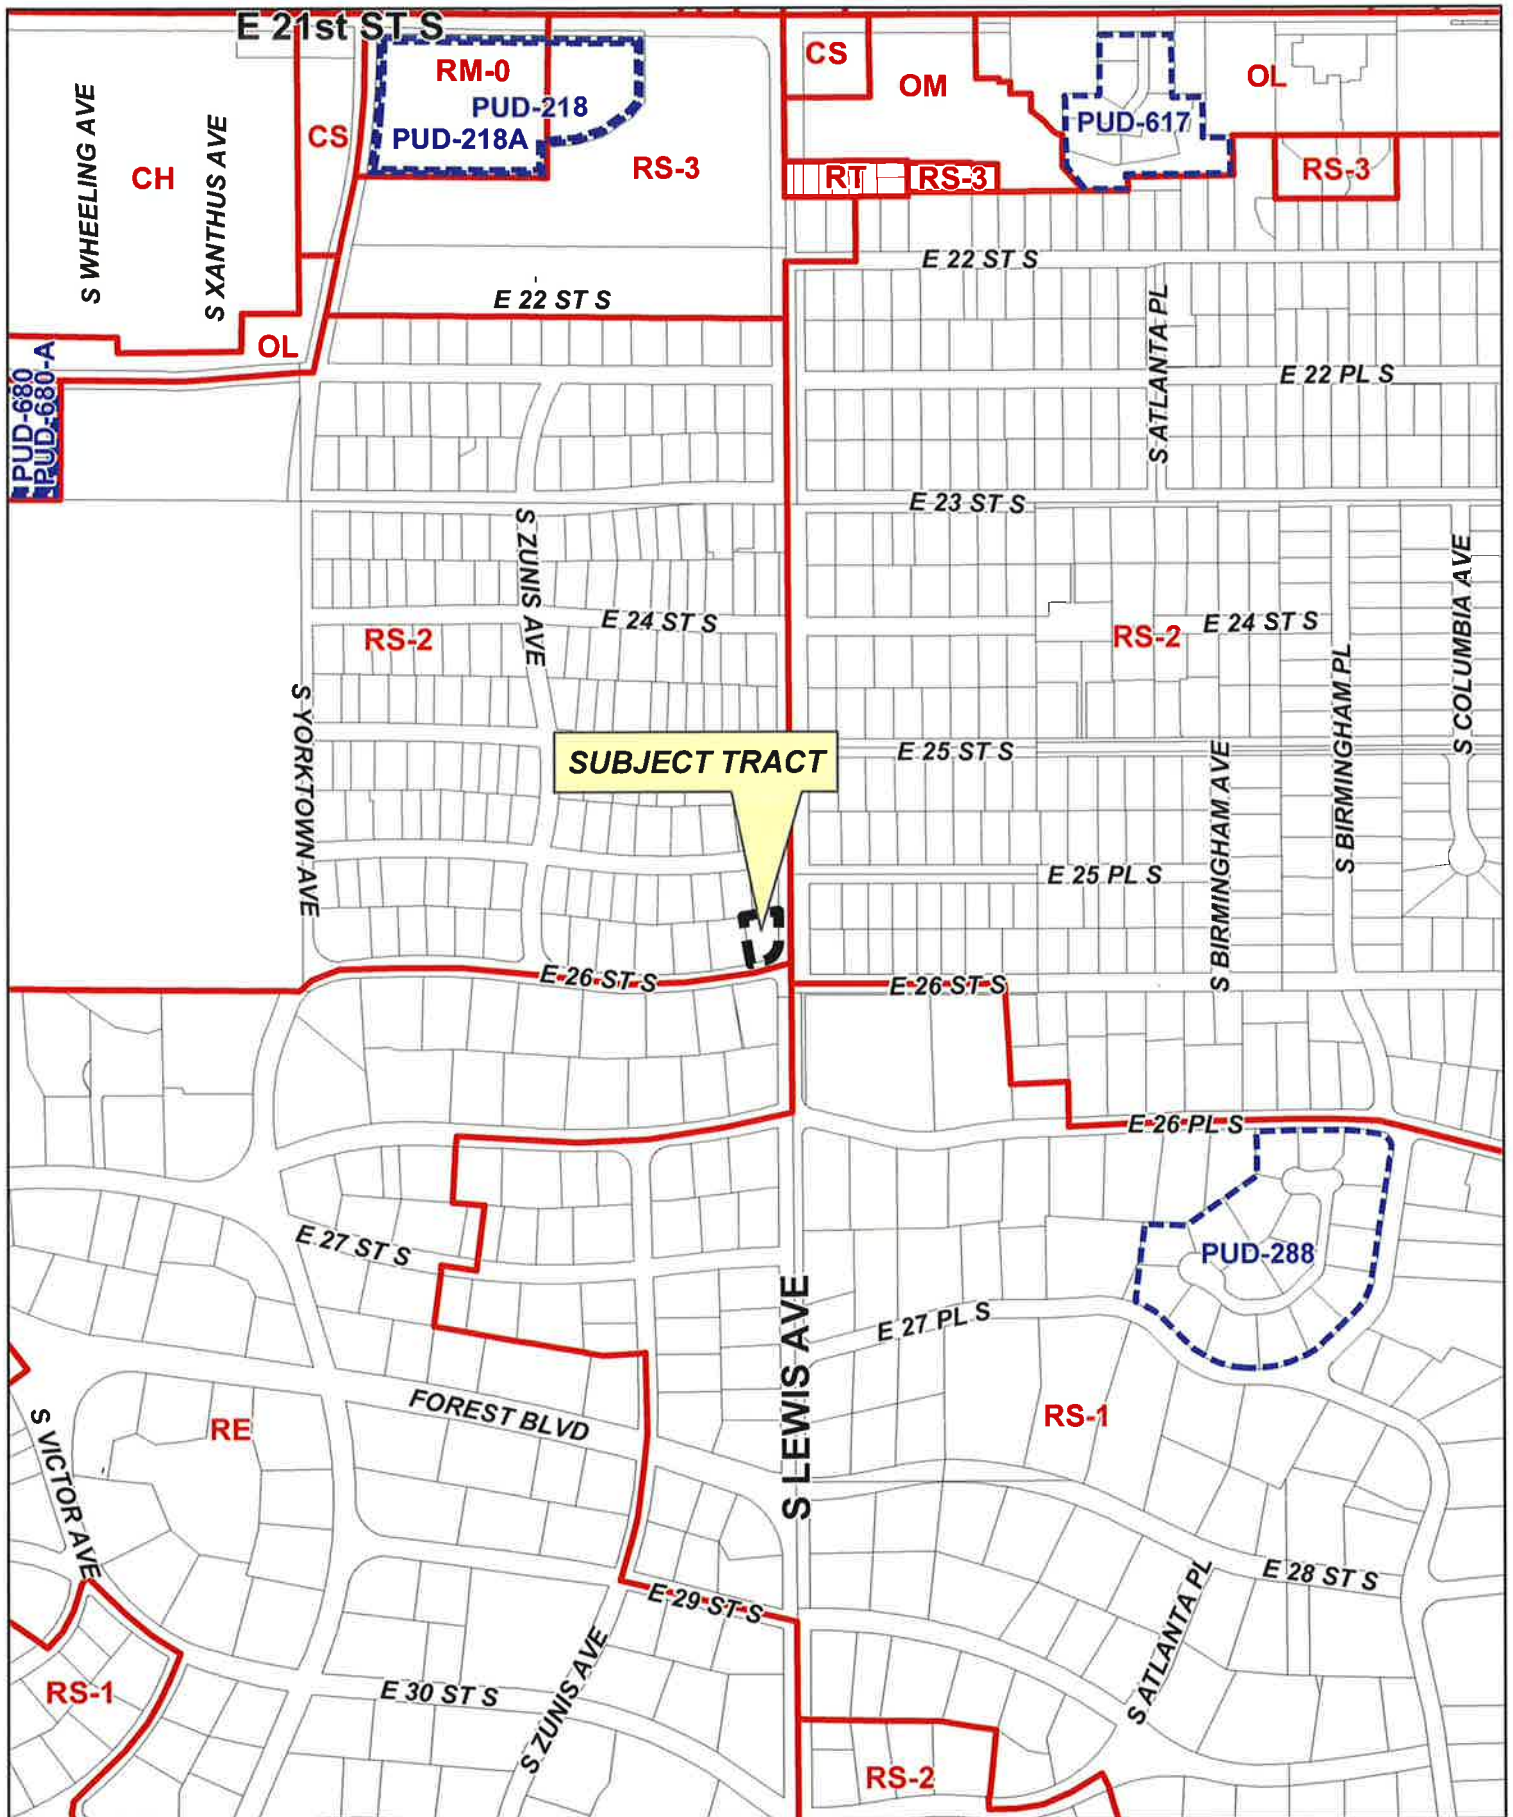 E 21st ST S
CS
RM-0
OM
OL
S WHEELING AVE
PUD-218
PUD-617
S XANTHUS AVE
CS
PUD-218A
CH
RS-3
RT
RS-3
RS-3
E 22 ST S
E 22 ST S
S ATLANTA PL
OL
E 22 PL S
PUD-680
PUD-680-A
E 23 ST S
S ZUNIS AVE
S COLUMBIA AVE
E 24 ST S
E 24 ST S
RS-2
RS-2
S BIRMINGHAM PL
S YORKTOWN AVE
E 25 ST S
SUBJECT TRACT
S BIRMINGHAM AVE
E 25 PL S
E 26 ST S
E 26 ST S
E 26 PL S
E 27 ST S
PUD-288
S LEWIS AVE
E 27 PL S
FOREST BLVD
RS-1
RE
S VICTOR AVE
E 28 ST S
E 29 ST S
S ATLANTA PL
S ZUNIS AVE
RS-1
E 30 ST S
RS-2